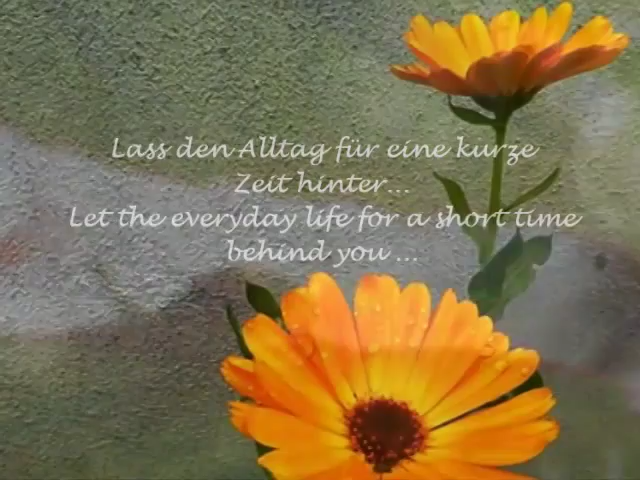 Lass den Alltag für eine kurze
Zeit hinter...
Let the everyday life for a short time
behind you ...